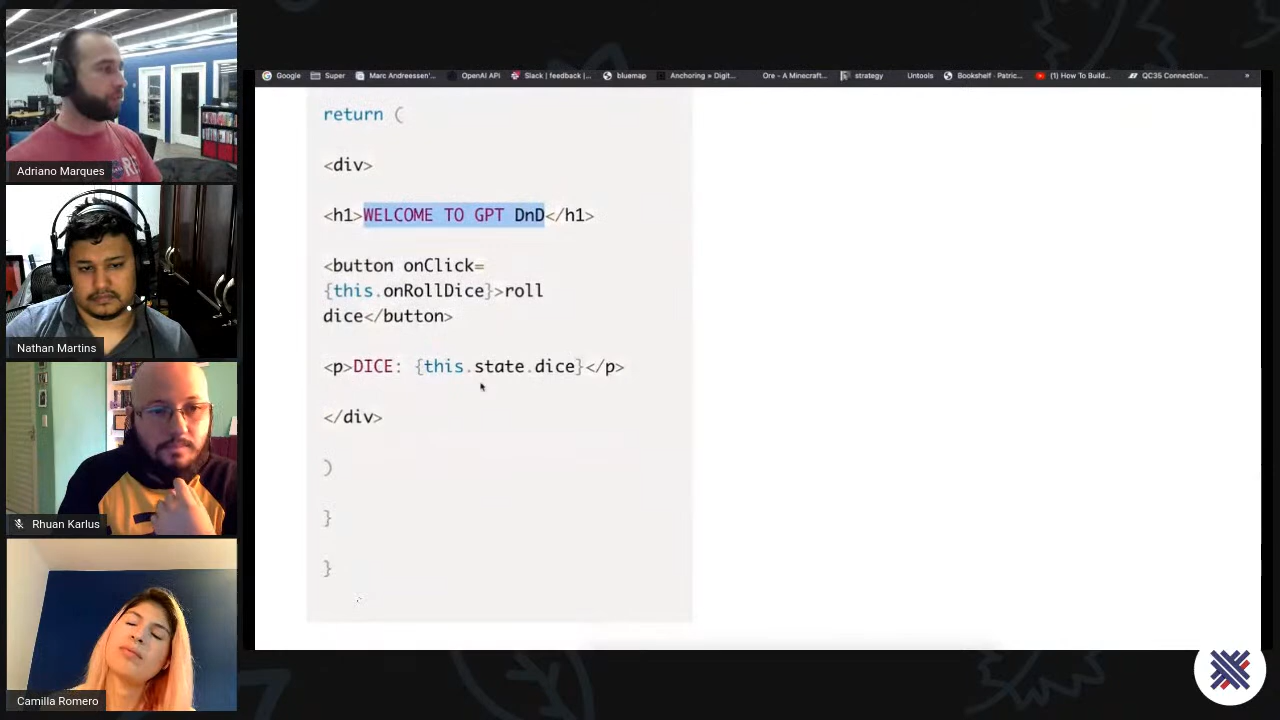 Google
Super
Marc Andreessen'...
OpenAI API
Slack | feedback |...
bluemap
Anchoring » Digit...
Ore - A Minecraft...
strategy
Untools
Bookshelf · Patric...
(1) How To Build...
QC35 Connection...
»
return (
<div>
<h1>WELCOME TO GPT DnD</h1>
<button onClick=
{this.onRollDice}>roll
dice</button>
<p>DICE: {this.state.dice}</p>
</div>
)
}
}
Adriano Marques
Nathan Martins
Rhuan Karlus
Camilla Romero